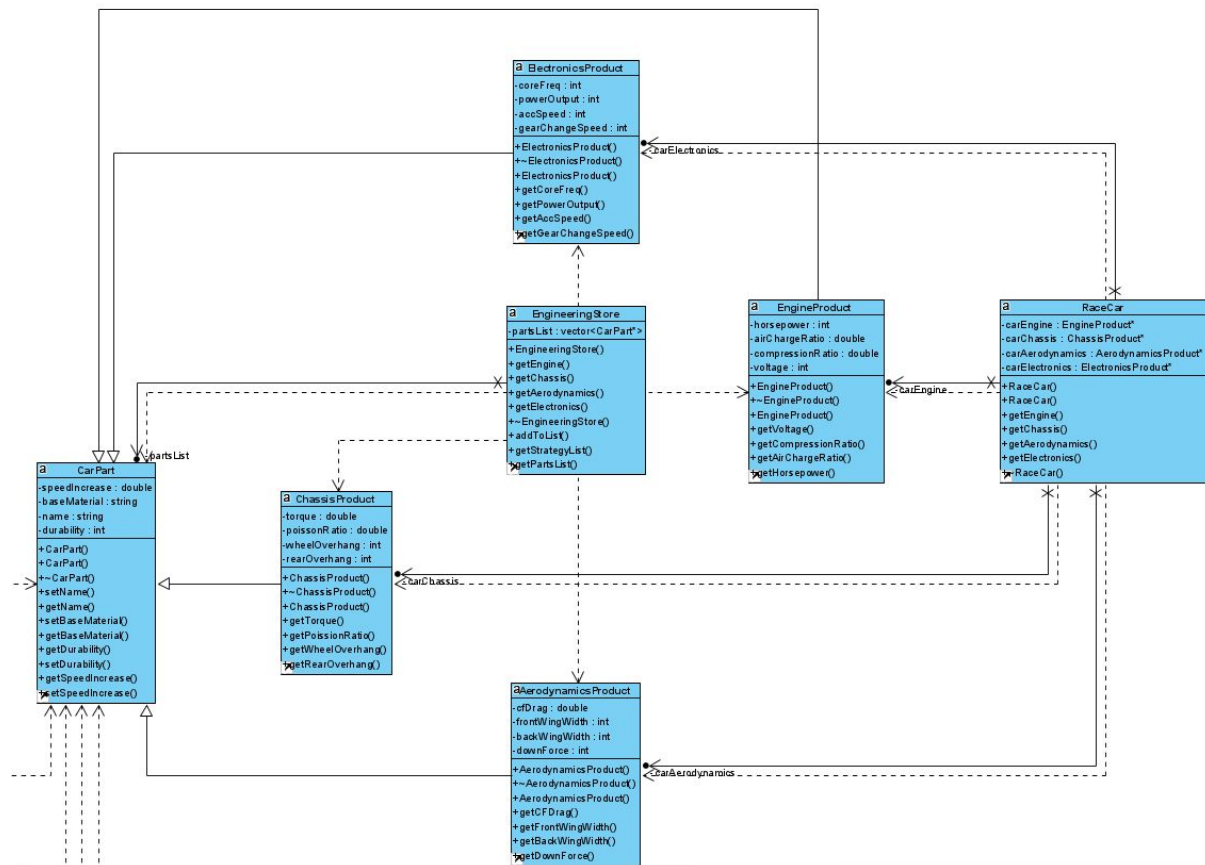 a
ElectronicsProduct
-coreFreq : int
-powerOutput : int
-accSpeed : int
-gearChangeSpeed : int
+ElectronicsProduct()
+~ElectronicsProduct()
+ElectronicsProduct()
+getCoreFreq()
+getPowerOutput()
+getAccSpeed()
+getGearChangeSpeed()
-carElectronics
a
EngineeringStore
-partsList : vector<CarPart*>
+EngineeringStore()
+getEngine()
+getChassis()
+getAerodynamics()
+getElectronics()
+~EngineeringStore()
+addToList()
+getStrategyList()
+getPartsList()
a
EngineProduct
-horsepower : int
-airChargeRatio : double
-compressionRatio : double
-voltage : int
+EngineProduct()
+~EngineProduct()
+EngineProduct()
+getVoltage()
+getCompressionRatio()
+getAirChargeRatio()
+getHorsepower()
-carEngine
a
RaceCar
-carEngine : EngineProduct*
-carChassis : ChassisProduct*
-carAerodynamics : AerodynamicsProduct*
-carElectronics : ElectronicsProduct*
+RaceCar()
+RaceCar()
+getEngine()
+getChassis()
+getAerodynamics()
+getElectronics()
+~RaceCar()
-partsList
a
CarPart
-speedIncrease : double
-baseMaterial : string
-name : string
-durability : int
+CarPart()
+CarPart()
+~CarPart()
+setName()
+getName()
+setBaseMaterial()
+getBaseMaterial()
+getDurability()
+setDurability()
+getSpeedIncrease()
+setSpeedIncrease()
a
ChassisProduct
-torque : double
-poissonRatio : double
-wheelOverhang : int
-rearOverhang : int
+ChassisProduct()
+~ChassisProduct()
+ChassisProduct()
+getTorque()
+getPoissionRatio()
+getWheelOverhang()
+getRearOverhang()
-carChassis
a
AerodynamicsProduct
-cfDrag : double
-frontWingWidth : int
-backWingWidth : int
-downForce : int
+AerodynamicsProduct()
+~AerodynamicsProduct()
+AerodynamicsProduct()
+getCFDrag()
+getFrontWingWidth()
+getBackWingWidth()
+getDownForce()
-carAerodynamics